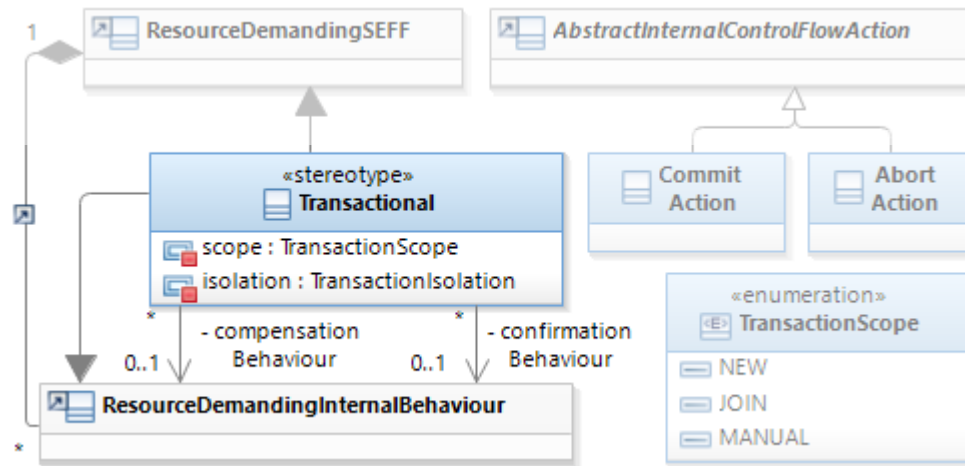 1
ResourceDemandingSEFF
AbstractInternalControlFlowAction
«stereotype»
Transactional
scope : TransactionScope
isolation : TransactionIsolation
Commit
Action
Abort
Action
«enumeration»
<E> TransactionScope
NEW
JOIN
MANUAL
*
- compensation
Behaviour
0..1
*
- confirmation
Behaviour
0..1
ResourceDemandingInternalBehaviour
*